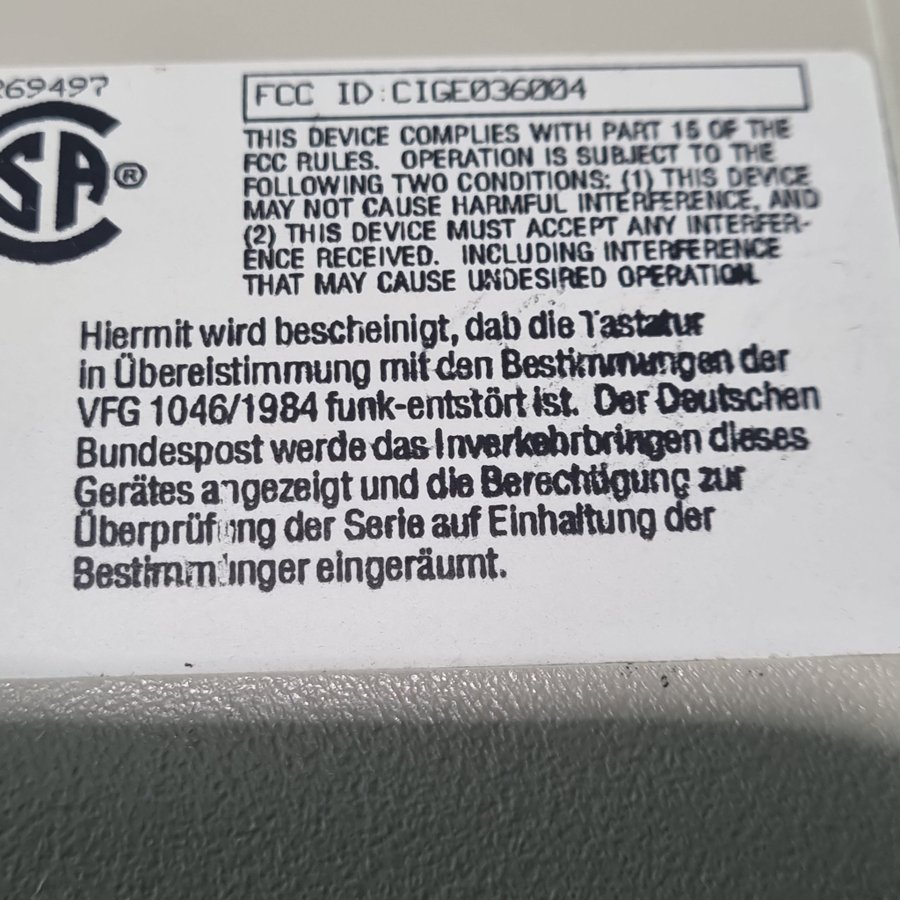 269497
SA®
FCC ID:CIGE036004
THIS DEVICE COMPLIES WITH PART 15 OF THE
FCC RULES. OPERATION IS SUBJECT TO THE
FOLLOWING TWO CONDITIONS: (1) THIS DEVICE
MAY NOT CAUSE HARMFUL INTERFERENCE, AND
(2) THIS DEVICE MUST ACCEPT ANY INTERFER-
ENCE RECEIVED. INCLUDING INTERFERENCE
THAT MAY CAUSE UNDESIRED OPERATION.
Hiermit wird bescheinigt, dab die Tastatur
in Übereistimmung mit den Bestimmungen der
VFG 1046/1984 funk-entstört ist. Der Deutschen
Bundespost werde das Inverkehrbringen dieses
Gerätes angezeigt und die Berechtigung zur
Überprüfung der Serie auf Einhaltung der
Bestimmunger eingeräumt.